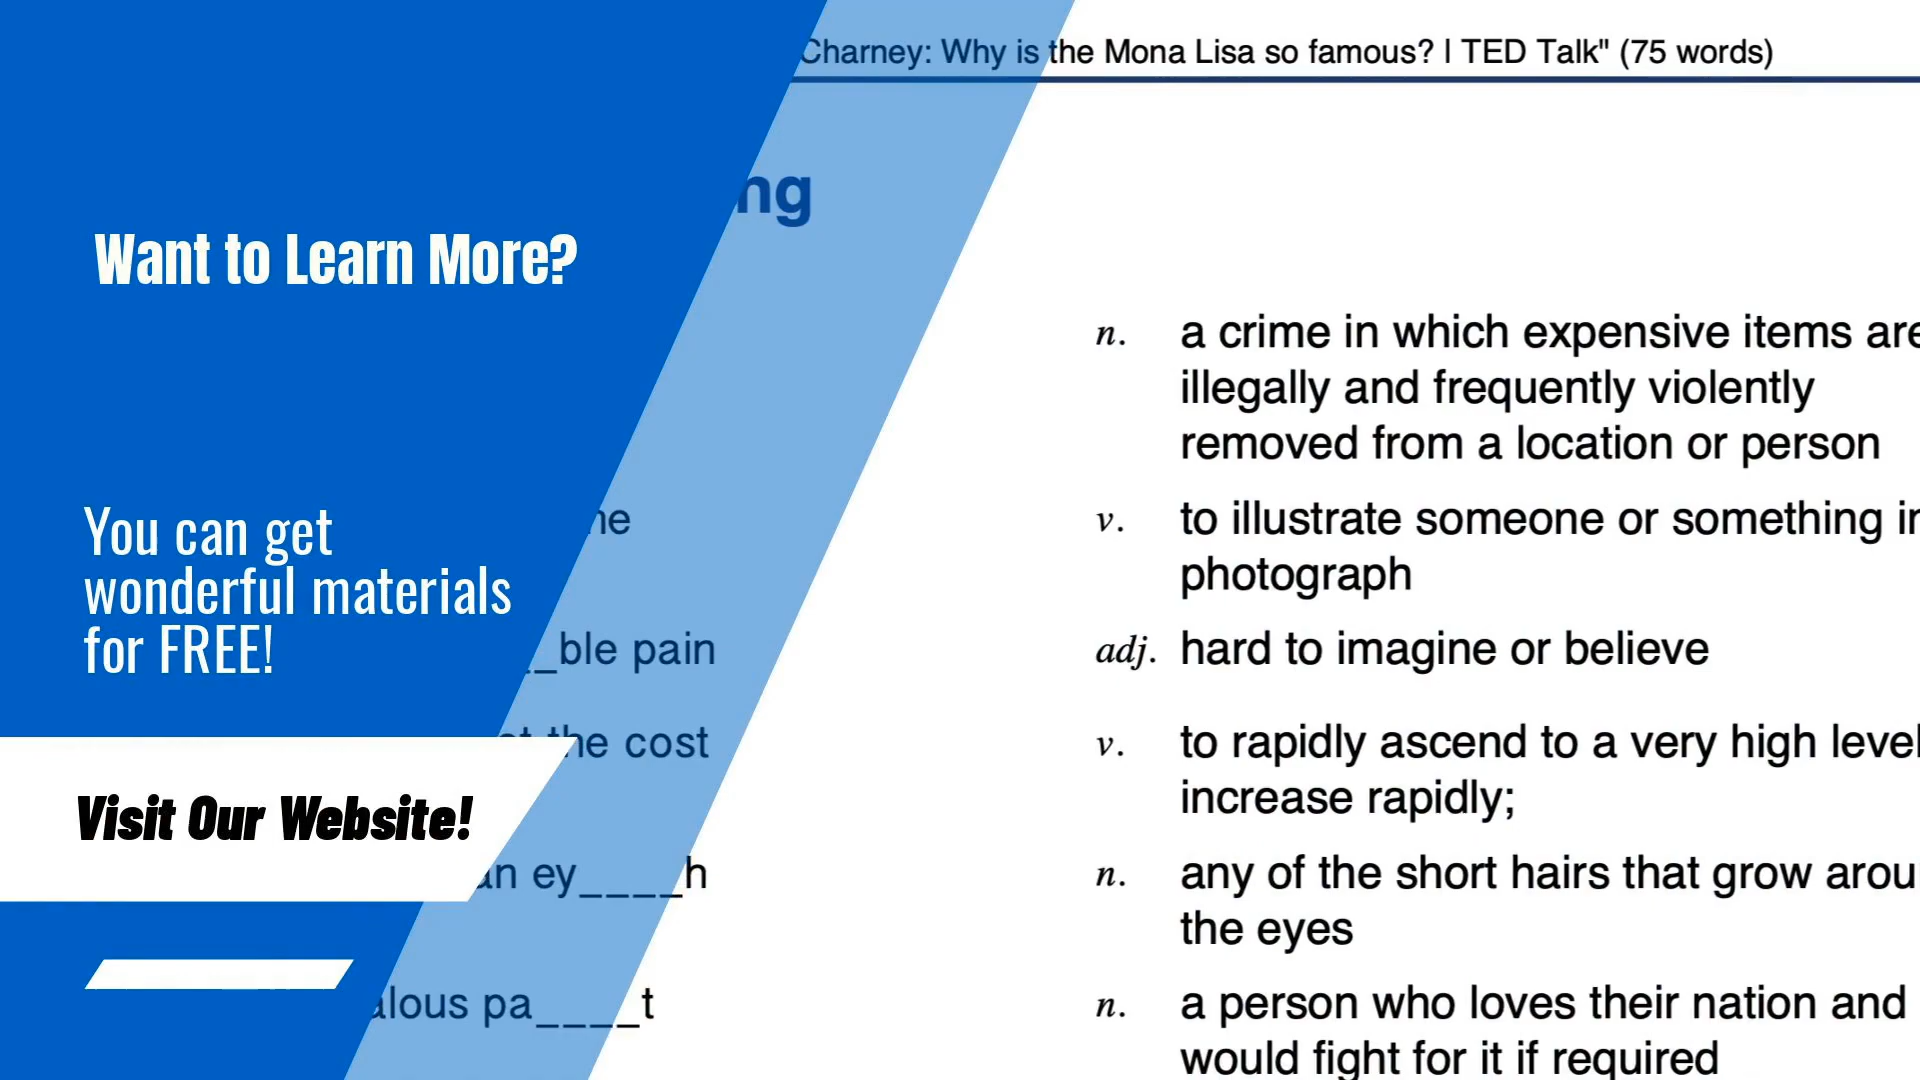 Charney: Why is the Mona Lisa so famous? | TED Talk" (75 words)
ng
Want to Learn More?
n. a crime in which expensive items are
illegally and frequently violently
removed from a location or person
You can get
wonderful materials
for FREE!
v. to illustrate someone or something in
photograph
_ble pain
adj. hard to imagine or believe
the cost
v. to rapidly ascend to a very high level
increase rapidly;
Visit Our Website!
an ey____h
n. any of the short hairs that grow arou
the eyes
alous pa____t
n. a person who loves their nation and
would fight for it if required